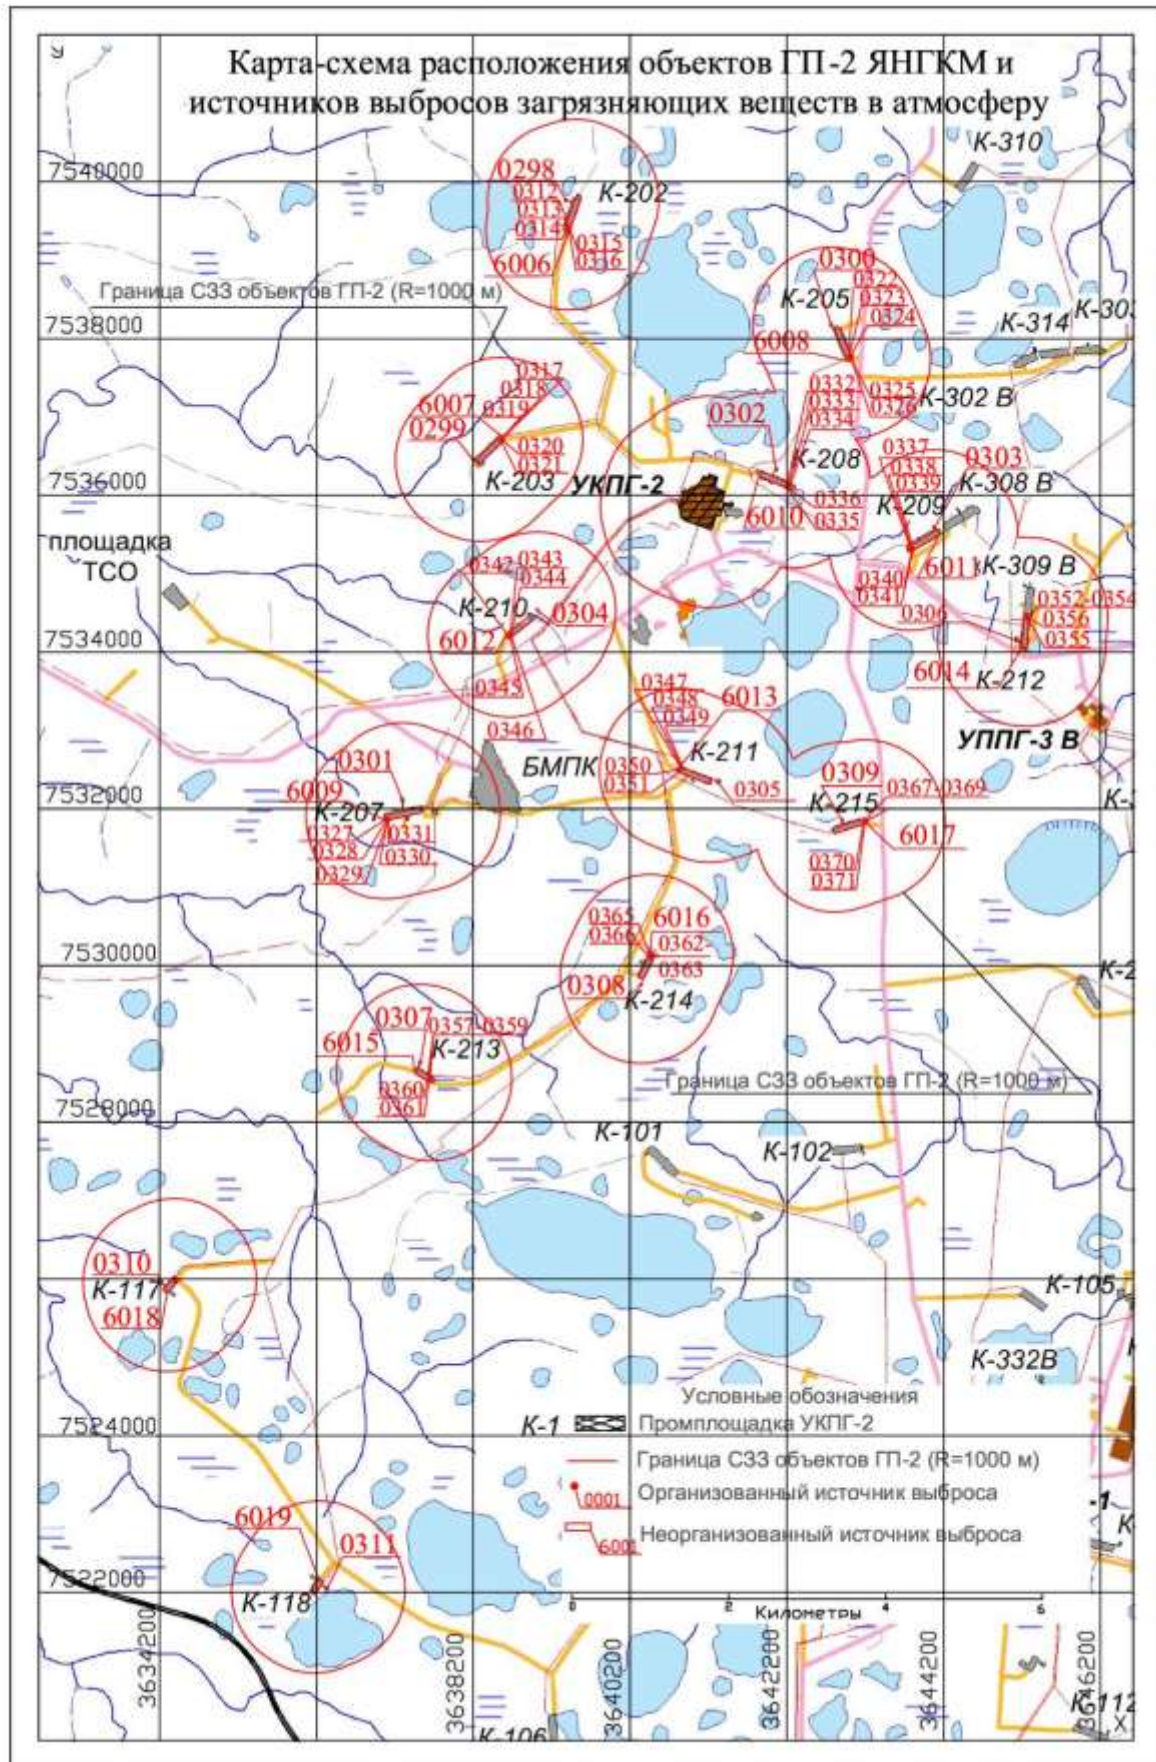 у
Карта-схема расположения объектов ГП-2 ЯНГКМ и
источников выбросов загрязняющих веществ в атмосферу
К-310
7540000
0298
0312
0313
0314
К-202
0315
0316
6006
Граница СЗЗ объектов ГП-2 (R=1000 м)
0300
0322
0323
0324
К-205
К-314
К-303
7538000
6008
0317
0318
0319
6007
0299
0320
0321
К-203
0332
0333
0334
0325
0326
К-302 В
0302
К-208
0337
0338
0339
0303
К-308 В
7536000
УКПГ-2
К-209
6010
0336
0335
площадка
ТСО
0342
0343
0344
0340
0341
6011
К-309 В
К-210
0304
0306
0352-0354
0356
0355
7534000
6012
6014
К-212
0345
0347
0348
0349
6013
0346
УППГ-3 В
БМПК
К-211
0301
0350
0351
0305
0309
0367-0369
7532000
6009
К-207
К-215
6017
0327
0328
0329
0331
0330
0370
0371
0365
0366
6016
0362-
0363
7530000
0308
К-214
К-2
0307
0357-0359
6015
К-213
0360
0361
Граница СЗЗ объектов ГП-2 (R=1000 м)
7528000
К-101
К-102
0310
К-117
6018
К-105
К-332В
Условные обозначения
К-1
Промплощадка УКПГ-2
7524000
Граница СЗЗ объектов ГП-2 (R=1000 м)
0001
Организованный источник выброса
-1
6001
Неорганизованный источник выброса
К
6019
0311
7522000
К-118
0 2 4 6
Километры
3634200
3638200
3640200
3642200
3644200
3646200
К-106
К-112
X